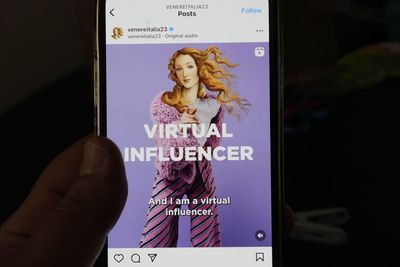 VENEREITALIA23
Posts
Follow
venereitalia23
venereitalia23 · Original audio
VIRTUAL
INFLUENCER
And I am a virtual
influencer.